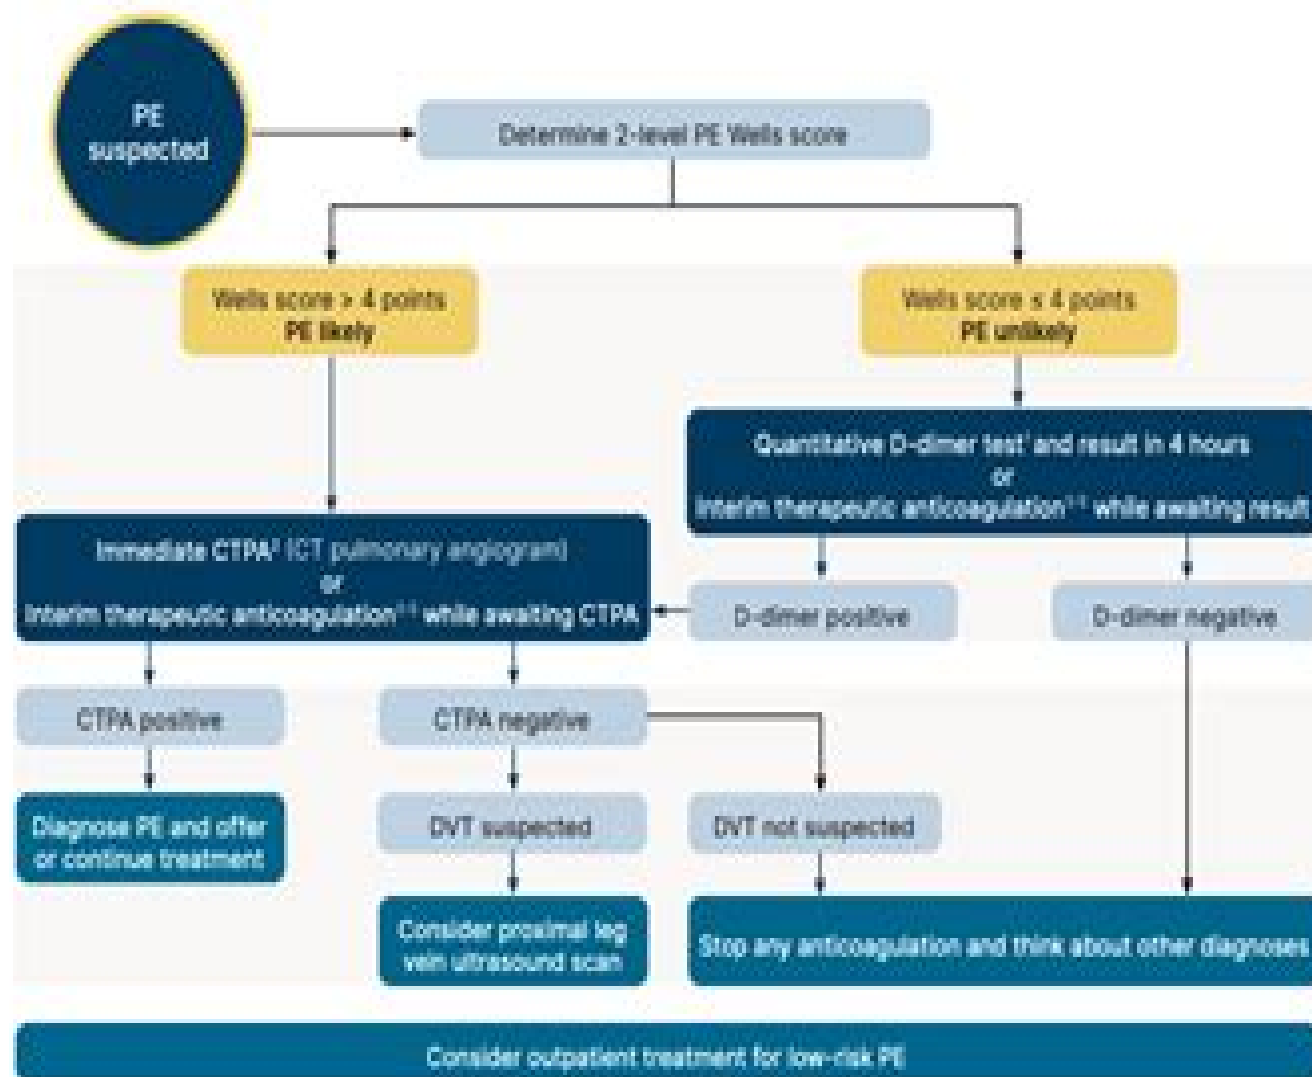 PE
suspected
Determine 2-level PE Wells score
Wells score > 4 points
PE likely
Wells score ≤ 4 points
PE unlikely
Quantitative D-dimer test and result in 4 hours
or
Interim therapeutic anticoagulation while awaiting result
Immediate CTPA (CT pulmonary angiogram)
or
Interim therapeutic anticoagulation while awaiting CTPA
D-dimer positive
D-dimer negative
CTPA positive
CTPA negative
Diagnose PE and offer
or continue treatment
DVT suspected
DVT not suspected
Consider proximal leg
vein ultrasound scan
Stop any anticoagulation and think about other diagnoses
Consider outpatient treatment for low-risk PE